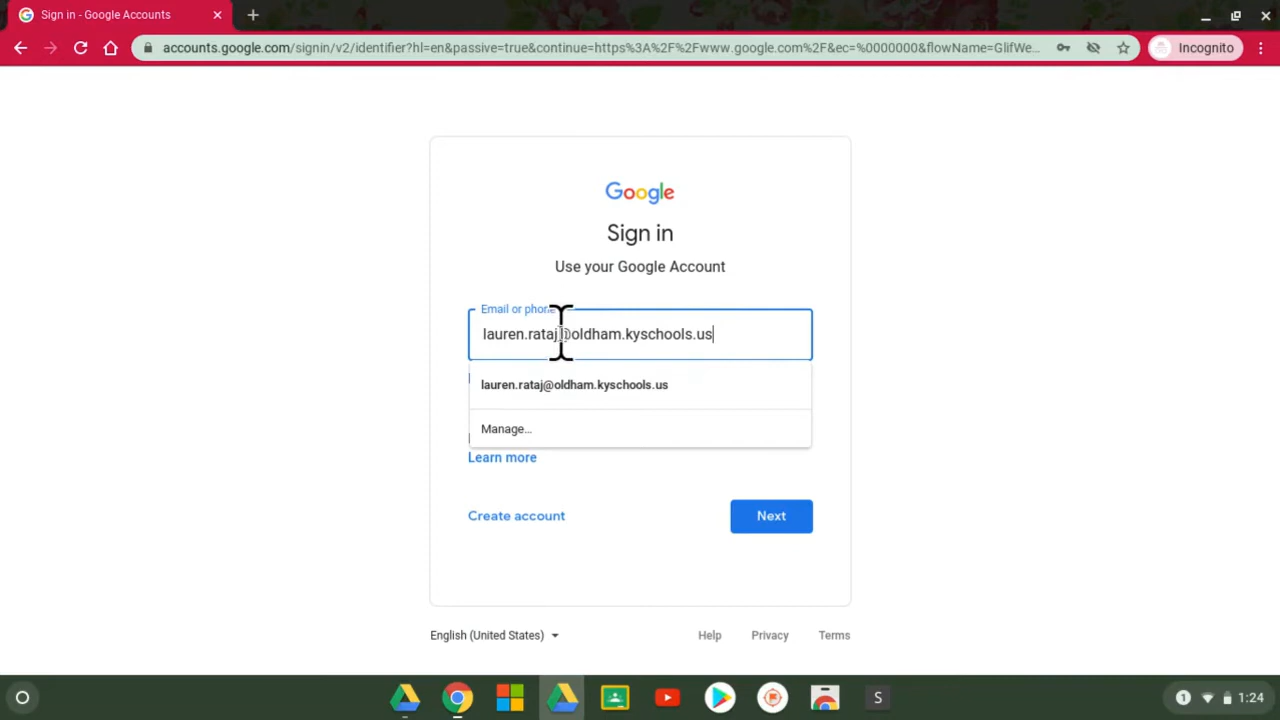 Sign in - Google Accounts
accounts.google.com/signin/v2/identifier?hl=en&passive=true&continue=https%3A%2F%2Fwww.google.com%2F&ec=%0000000&flowName=GlifWe...
Incognito
Google
Sign in
Use your Google Account
Email or phone
lauren.rataj@oldham.kyschools.us
lauren.rataj@oldham.kyschools.us
Manage...
Learn more
Create account
Next
English (United States)
Help
Privacy
Terms
S
1
1:24